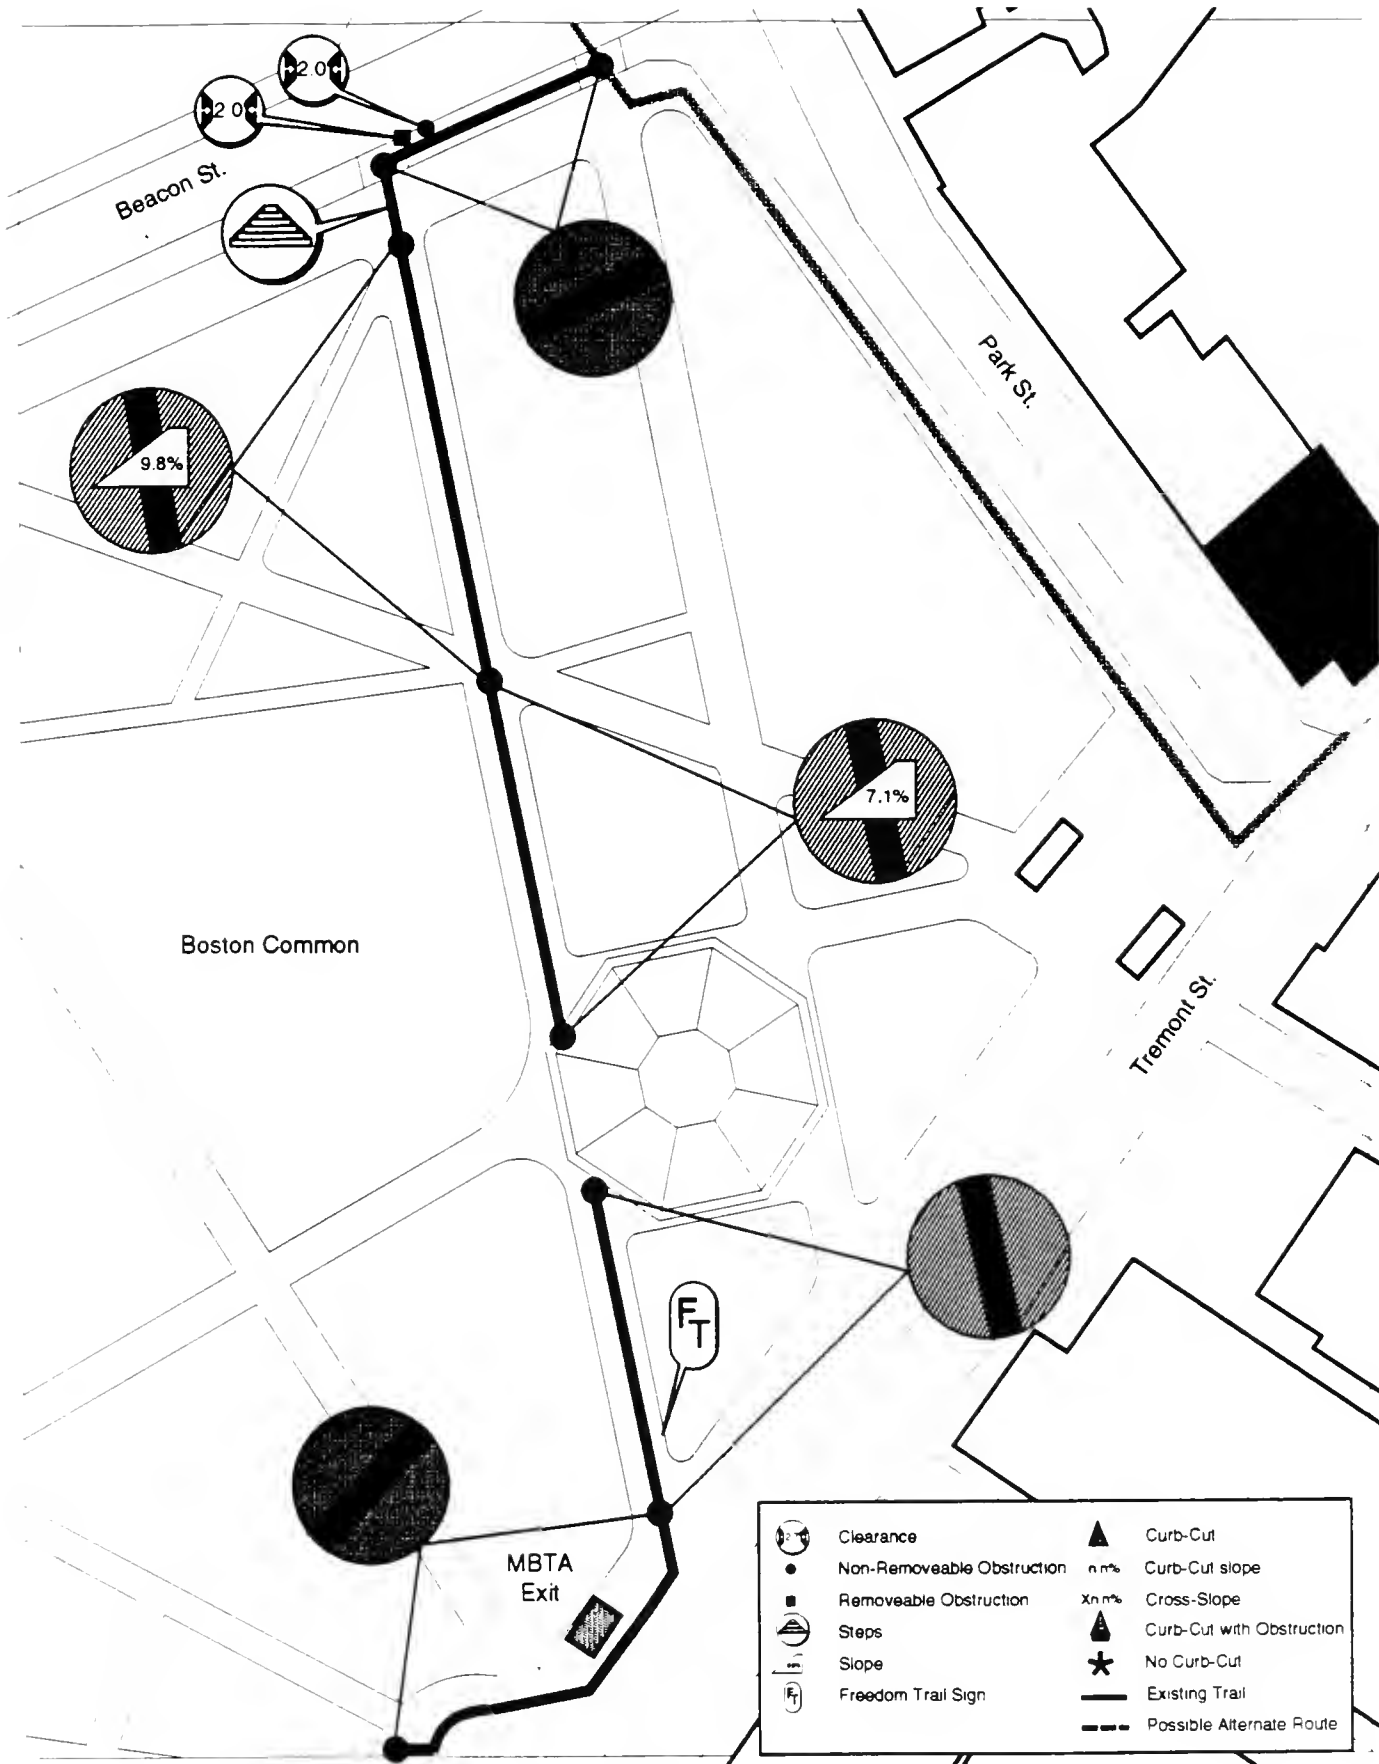 2.0
2.0
Beacon St.
Park St.
9.8%
7.1%
Boston Common
Tremont St.
FT
MBTA
Exit
Clearance
Non-Removeable Obstruction
Removeable Obstruction
Steps
Slope
FT
Freedom Trail Sign
Curb-Cut
n n% Curb-Cut slope
Xn n% Cross-Slope
Curb-Cut with Obstruction
No Curb-Cut
Existing Trail
Possible Alternate Route